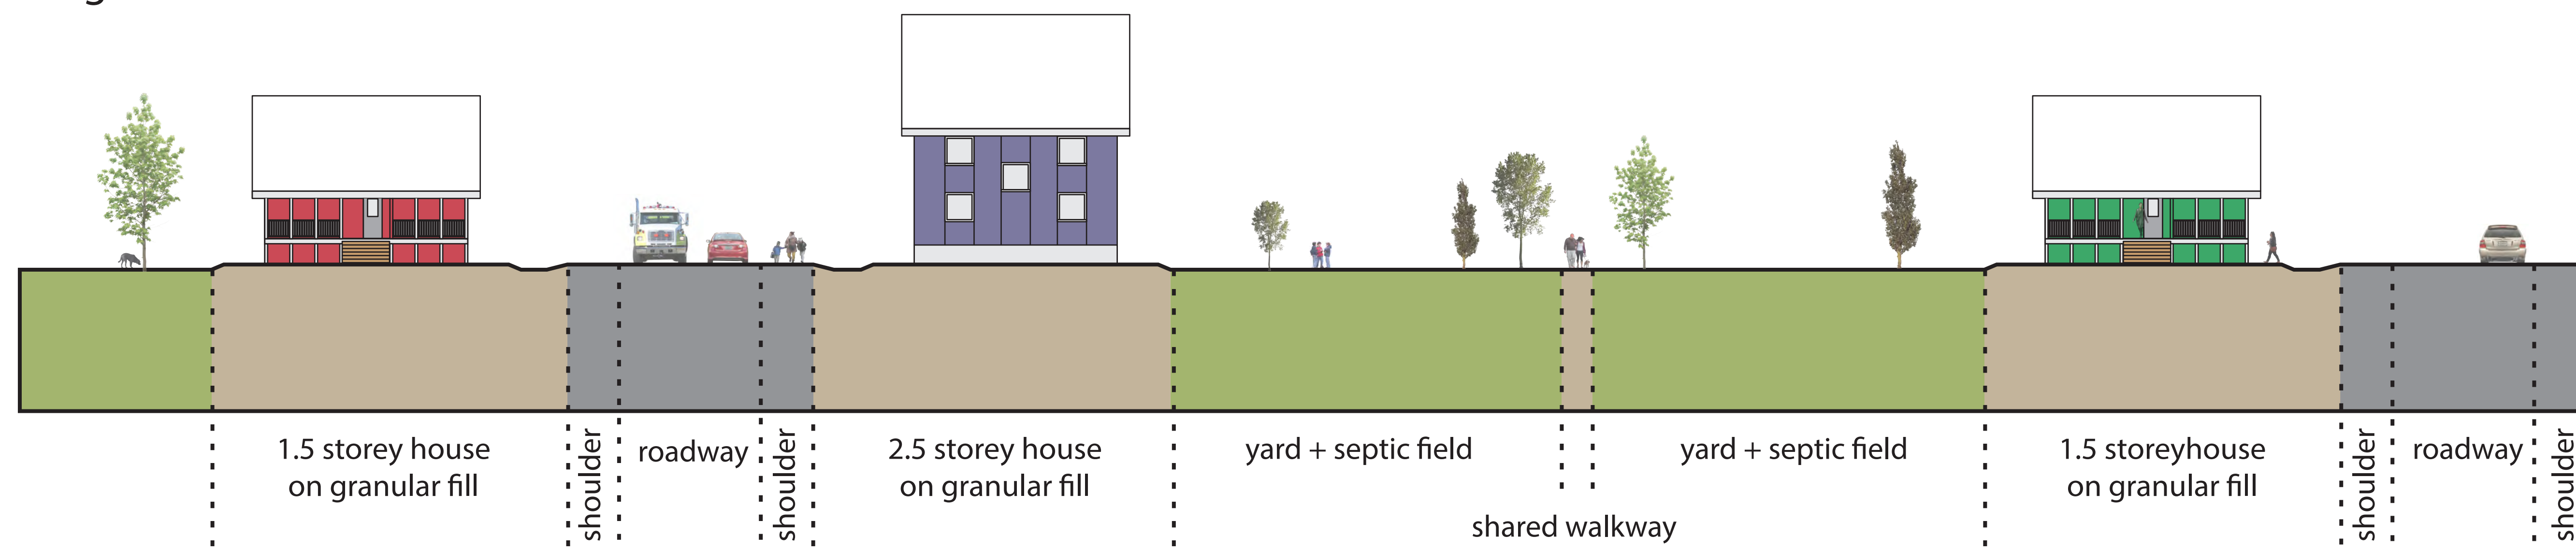 1.5 storey house
on granular fill
shoulder
roadway
shoulder
2.5 storey house
on granular fill
yard + septic field
shared walkway
yard + septic field
1.5 storeyhouse
on granular fill
shoulder
roadway
shoulder